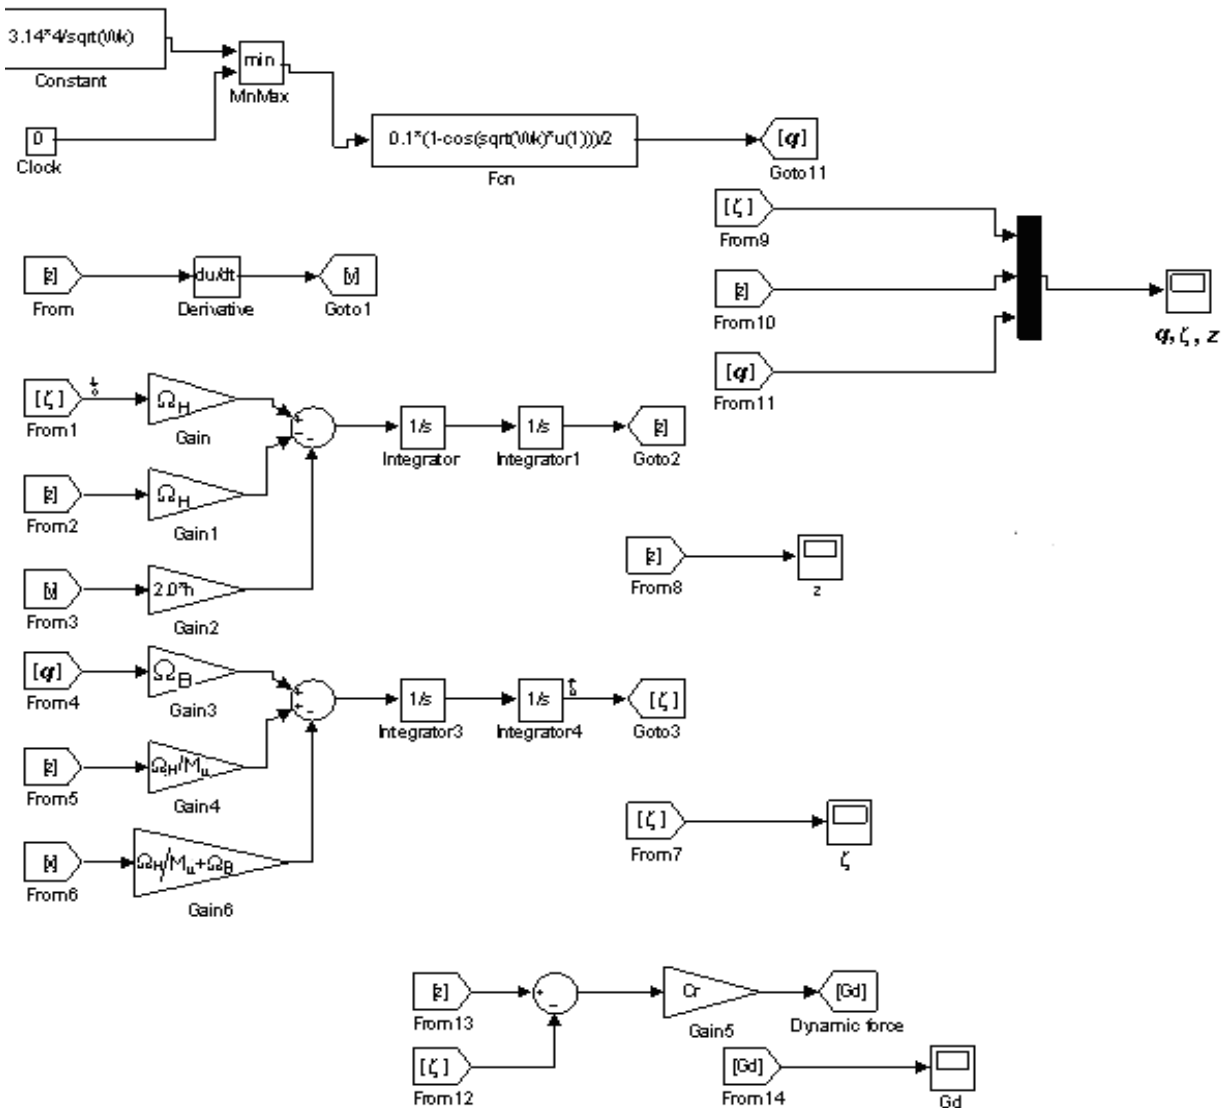 3.14*4/sqrt(Wk)
Constant
min
MnMax
0
Clock
0.1*(1-cos(sqrt(Wk)*u(1)))/2
Fcn
[q]
Goto11
[ζ]
From9
[z]
From
du/dt
Derivative
[y]
Goto1
[z]
From10
q, ζ, z
[q]
From11
[ζ]
From1
Ω_H
Gain
+
-
-
1/s
Integrator
1/s
Integrator1
[z]
Goto2
[z]
From2
Ω_H
Gain1
[z]
From8
z
[y]
From3
2.0*h
Gain2
[q]
From4
Ω_B
Gain3
+
+
-
1/s
Integrator3
1/s
Integrator4
[ζ]
Goto3
[z]
From5
Ω_H/M_u
Gain4
[ζ]
From7
ζ
[x]
From6
Ω_H/M_u+Ω_B
Gain6
[z]
From13
+
-
Cr
Gain5
[Gd]
Dynamic force
[ζ]
From12
[Gd]
From14
Gd